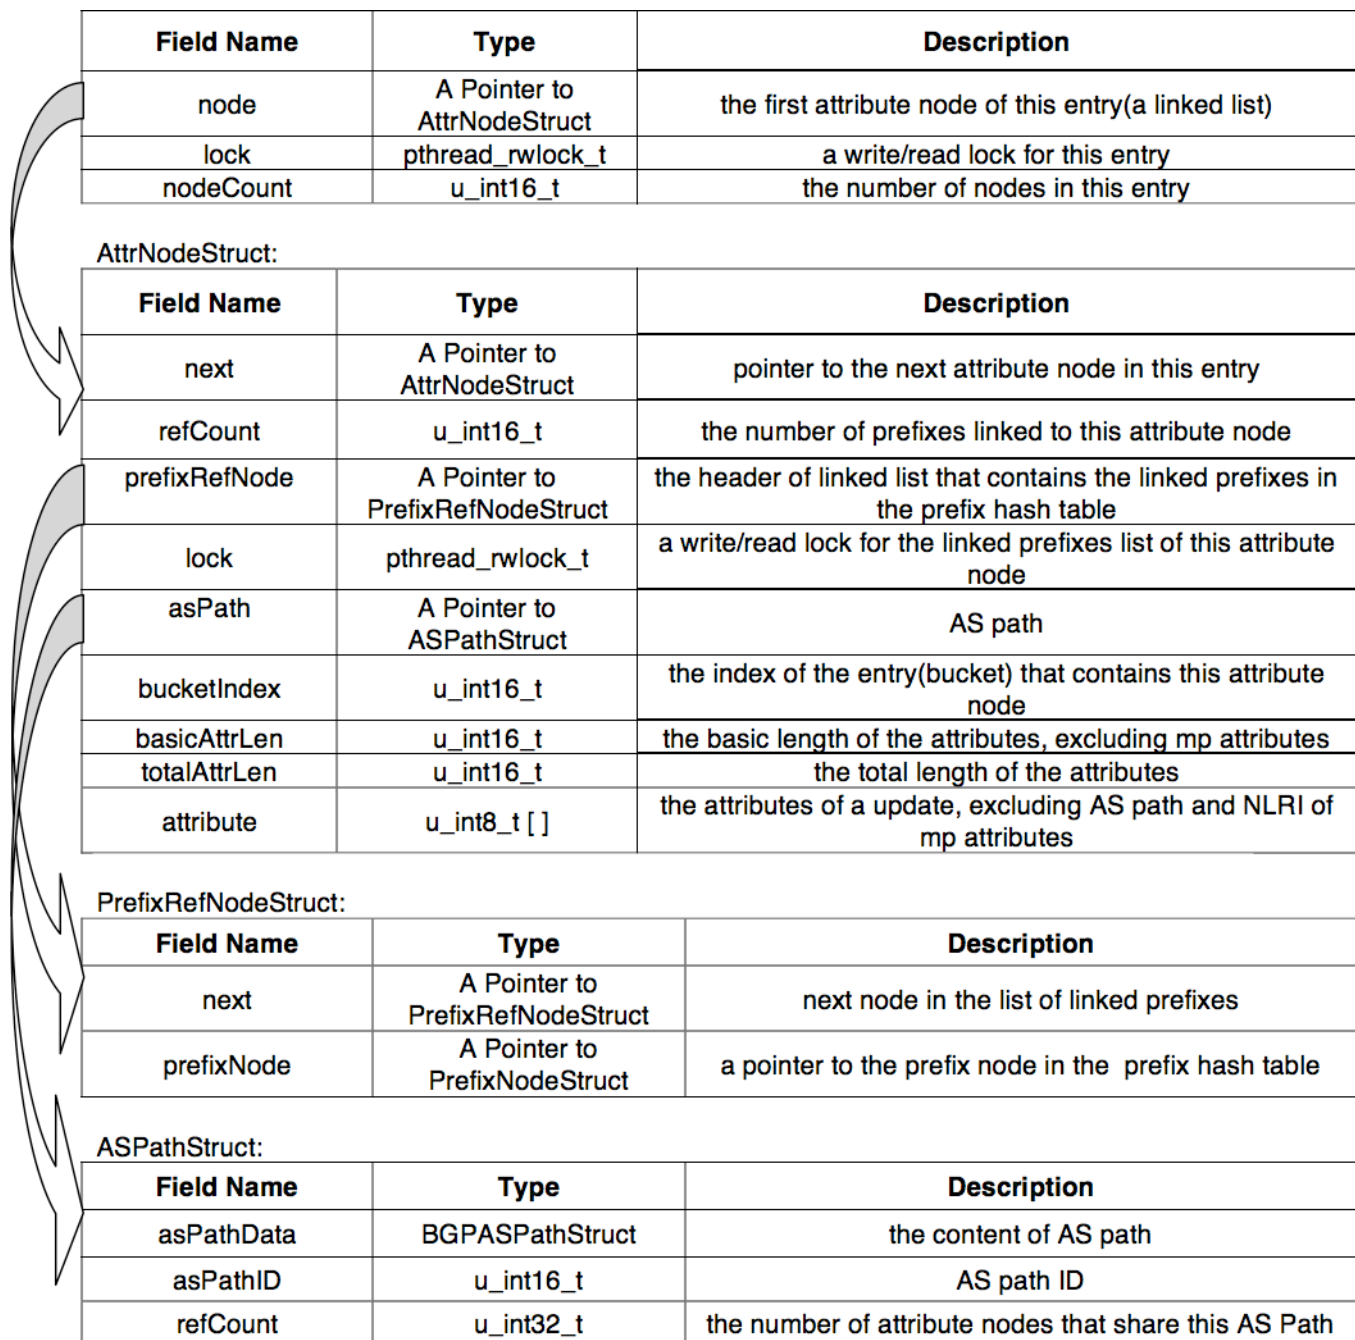 Field Name Type Description
node A Pointer to AttrNodeStruct the first attribute node of this entry(a linked list)
lock pthread_rwlock_t a write/read lock for this entry
nodeCount u_int16_t the number of nodes in this entry
AttrNodeStruct:
Field Name Type Description
next A Pointer to AttrNodeStruct pointer to the next attribute node in this entry
refCount u_int16_t the number of prefixes linked to this attribute node
prefixRefNode A Pointer to PrefixRefNodeStruct the header of linked list that contains the linked prefixes in the prefix hash table
lock pthread_rwlock_t a write/read lock for the linked prefixes list of this attribute node
asPath A Pointer to ASPathStruct AS path
bucketIndex u_int16_t the index of the entry(bucket) that contains this attribute node
basicAttrLen u_int16_t the basic length of the attributes, excluding mp attributes
totalAttrLen u_int16_t the total length of the attributes
attribute u_int8_t [ ] the attributes of a update, excluding AS path and NLRI of mp attributes
PrefixRefNodeStruct:
Field Name Type Description
next A Pointer to PrefixRefNodeStruct next node in the list of linked prefixes
prefixNode A Pointer to PrefixNodeStruct a pointer to the prefix node in the prefix hash table
ASPathStruct:
Field Name Type Description
asPathData BGPASPathStruct the content of AS path
asPathID u_int16_t AS path ID
refCount u_int32_t the number of attribute nodes that share this AS Path